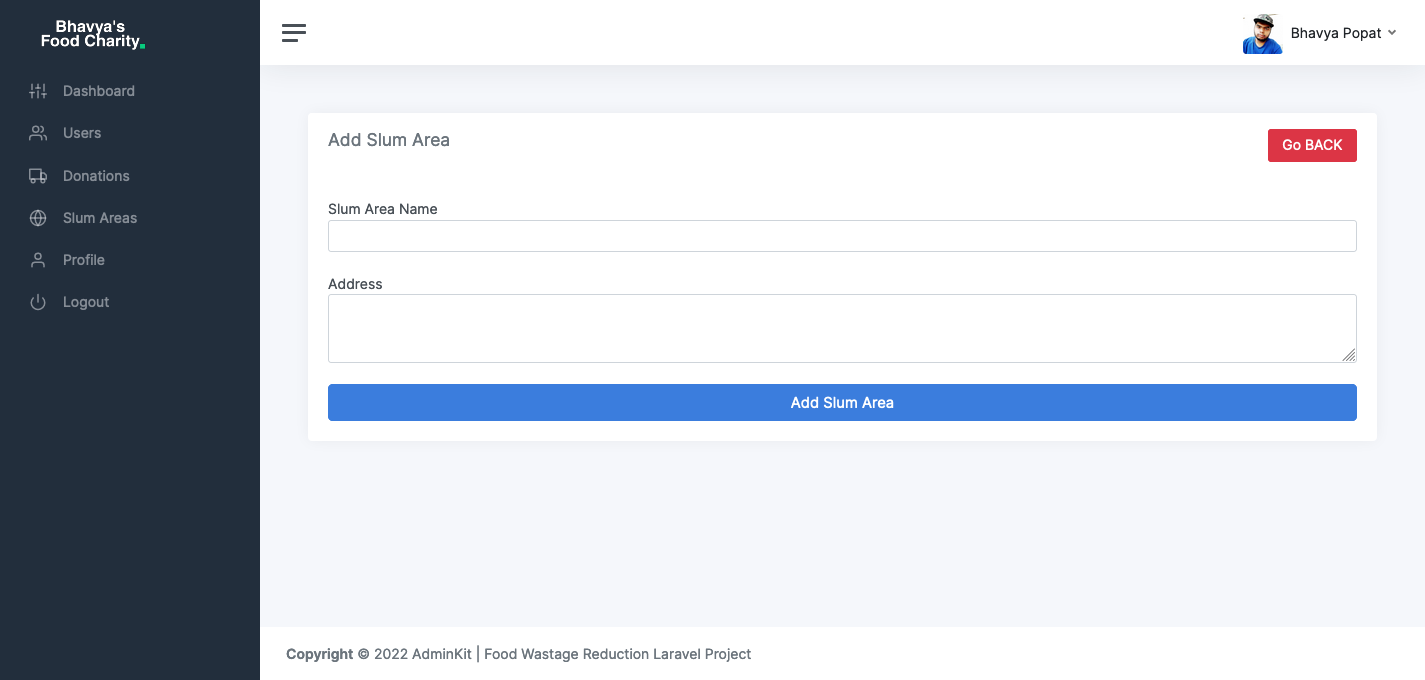 Bhavya's
Food Charity.
Dashboard
Users
Donations
Slum Areas
Profile
Logout
Bhavya Popat
Add Slum Area
Go BACK
Slum Area Name
Address
Add Slum Area
Copyright © 2022 AdminKit | Food Wastage Reduction Laravel Project